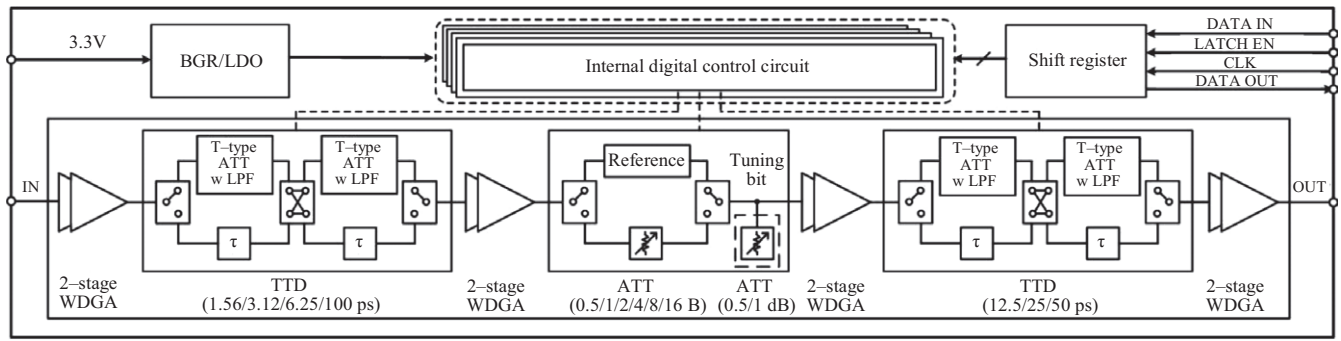 3.3V
BGR/LDO
Internal digital control circuit
Shift register
DATA IN
LATCH EN
CLK
DATA OUT
IN
T–type
ATT
w LPF
T–type
ATT
w LPF
τ
τ
Reference
Tuning
bit
T–type
ATT
w LPF
T–type
ATT
w LPF
τ
τ
OUT
2–stage
WDGA
TTD
(1.56/3.12/6.25/100 ps)
2–stage
WDGA
ATT
(0.5/1/2/4/8/16 B)
ATT
(0.5/1 dB)
2–stage
WDGA
TTD
(12.5/25/50 ps)
2–stage
WDGA